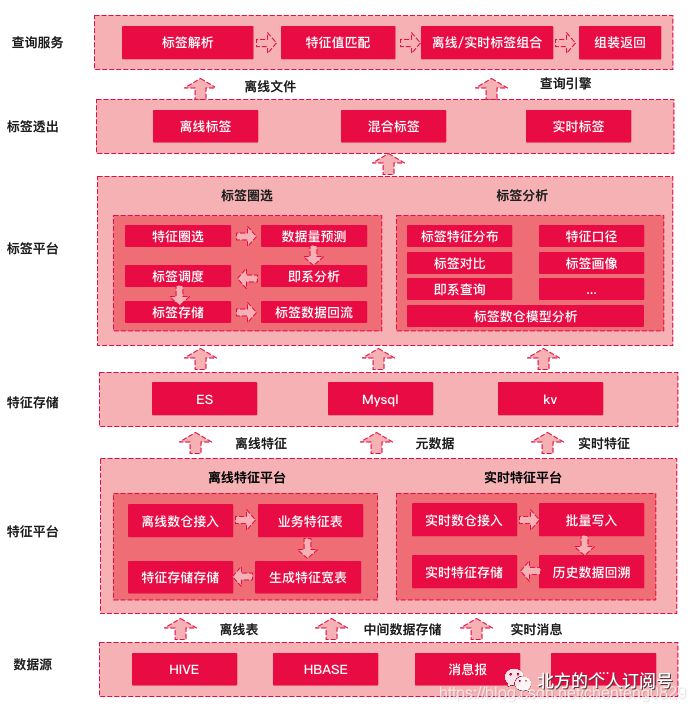 查询服务
标签解析
特征值匹配
离线/实时标签组合
组装返回
离线文件
查询引擎
标签透出
离线标签
混合标签
实时标签
标签平台
标签圈选
特征圈选
数据量预测
标签调度
即系分析
标签存储
标签数据回流
标签分析
标签特征分布
特征口径
标签对比
标签画像
即系查询
...
标签数仓模型分析
特征存储
ES
Mysql
kv
离线特征
元数据
实时特征
特征平台
离线特征平台
离线数仓接入
业务特征表
特征存储存储
生成特征宽表
实时特征平台
实时数仓接入
批量写入
实时特征存储
历史数据回溯
离线表
中间数据存储
实时消息
数据源
HIVE
HBASE
消息报
北方的个人订阅号